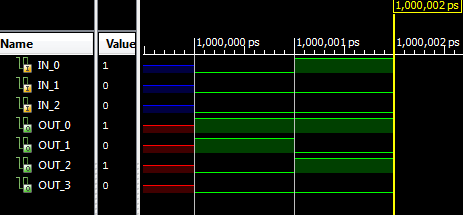 1,000,002 ps
Name Value 1,000,000 ps 1,000,001 ps 1,000,002 ps
IN_0 1
IN_1 0
IN_2 0
OUT_0 1
OUT_1 0
OUT_2 1
OUT_3 0